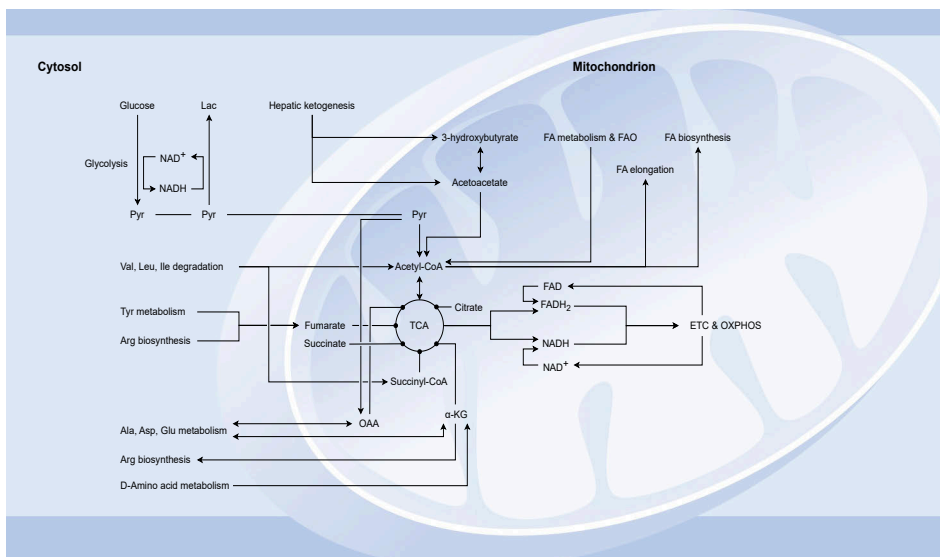 Cytosol
Mitochondrion
Glucose
Lac
Hepatic ketogenesis
3-hydroxybutyrate
FA metabolism & FAO
FA biosynthesis
NAD+
Glycolysis
FA elongation
NADH
Acetoacetate
Pyr
Pyr
Pyr
Val, Leu, Ile degradation
Acetyl-CoA
FAD
Citrate
FADH2
Tyr metabolism
Fumarate
TCA
ETC & OXPHOS
Arg biosynthesis
Succinate
NADH
NAD+
Succinyl-CoA
α-KG
OAA
Ala, Asp, Glu metabolism
Arg biosynthesis
D-Amino acid metabolism